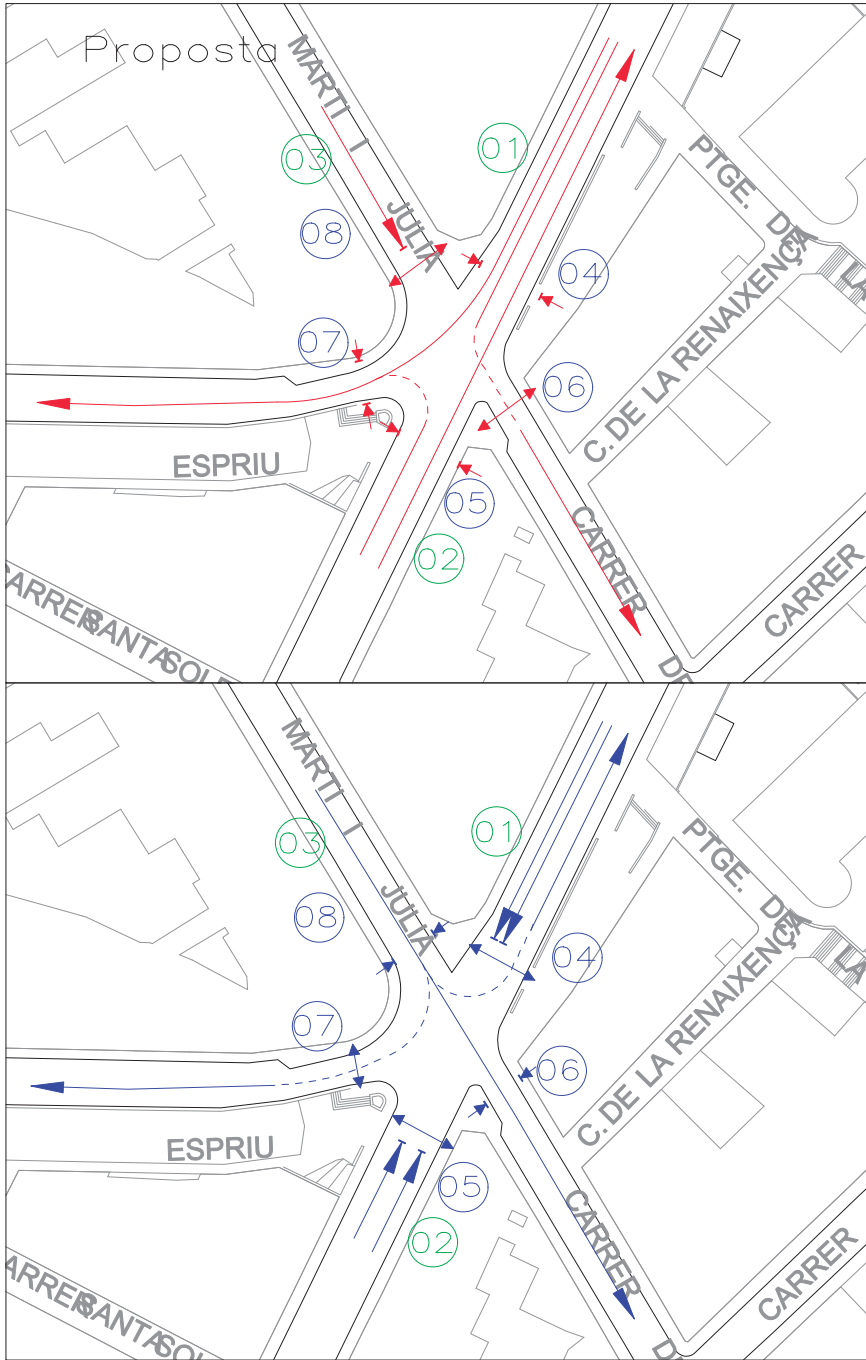 Proposta
MARTI I JULIA
01
03
08
PTGE. DE
LA
04
07
06
C. DE LA RENAIXENÇA
ESPRIU
05
CARRER
02
CARRER
CARRER SANTA
DE
MARTI I JULIA
01
03
PTGE. DE
08
LA
04
07
06
C. DE LA RENAIXENÇA
ESPRIU
05
CARRER
02
CARRER
SANTA